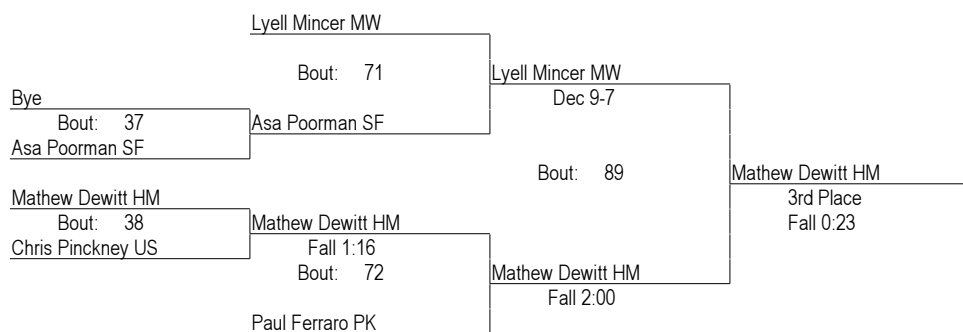 Lyell Mincer MW
Bout: 71
Lyell Mincer MW
Dec 9-7
Bye
Bout: 37
Asa Poorman SF
Asa Poorman SF
Bout: 89
Mathew Dewitt HM
3rd Place
Fall 0:23
Mathew Dewitt HM
Bout: 38
Chris Pinckney US
Mathew Dewitt HM
Fall 1:16
Bout: 72
Mathew Dewitt HM
Fall 2:00
Paul Ferraro PK